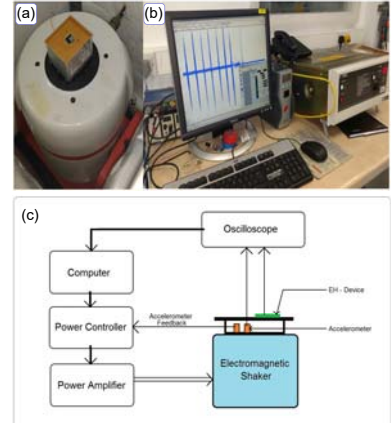 (a)
(b)
(c)
Oscilloscope
Computer
EH - Device
Accelerometer
Feedback
Power Controller
Accelerometer
Electromagnetic
Shaker
Power Amplifier